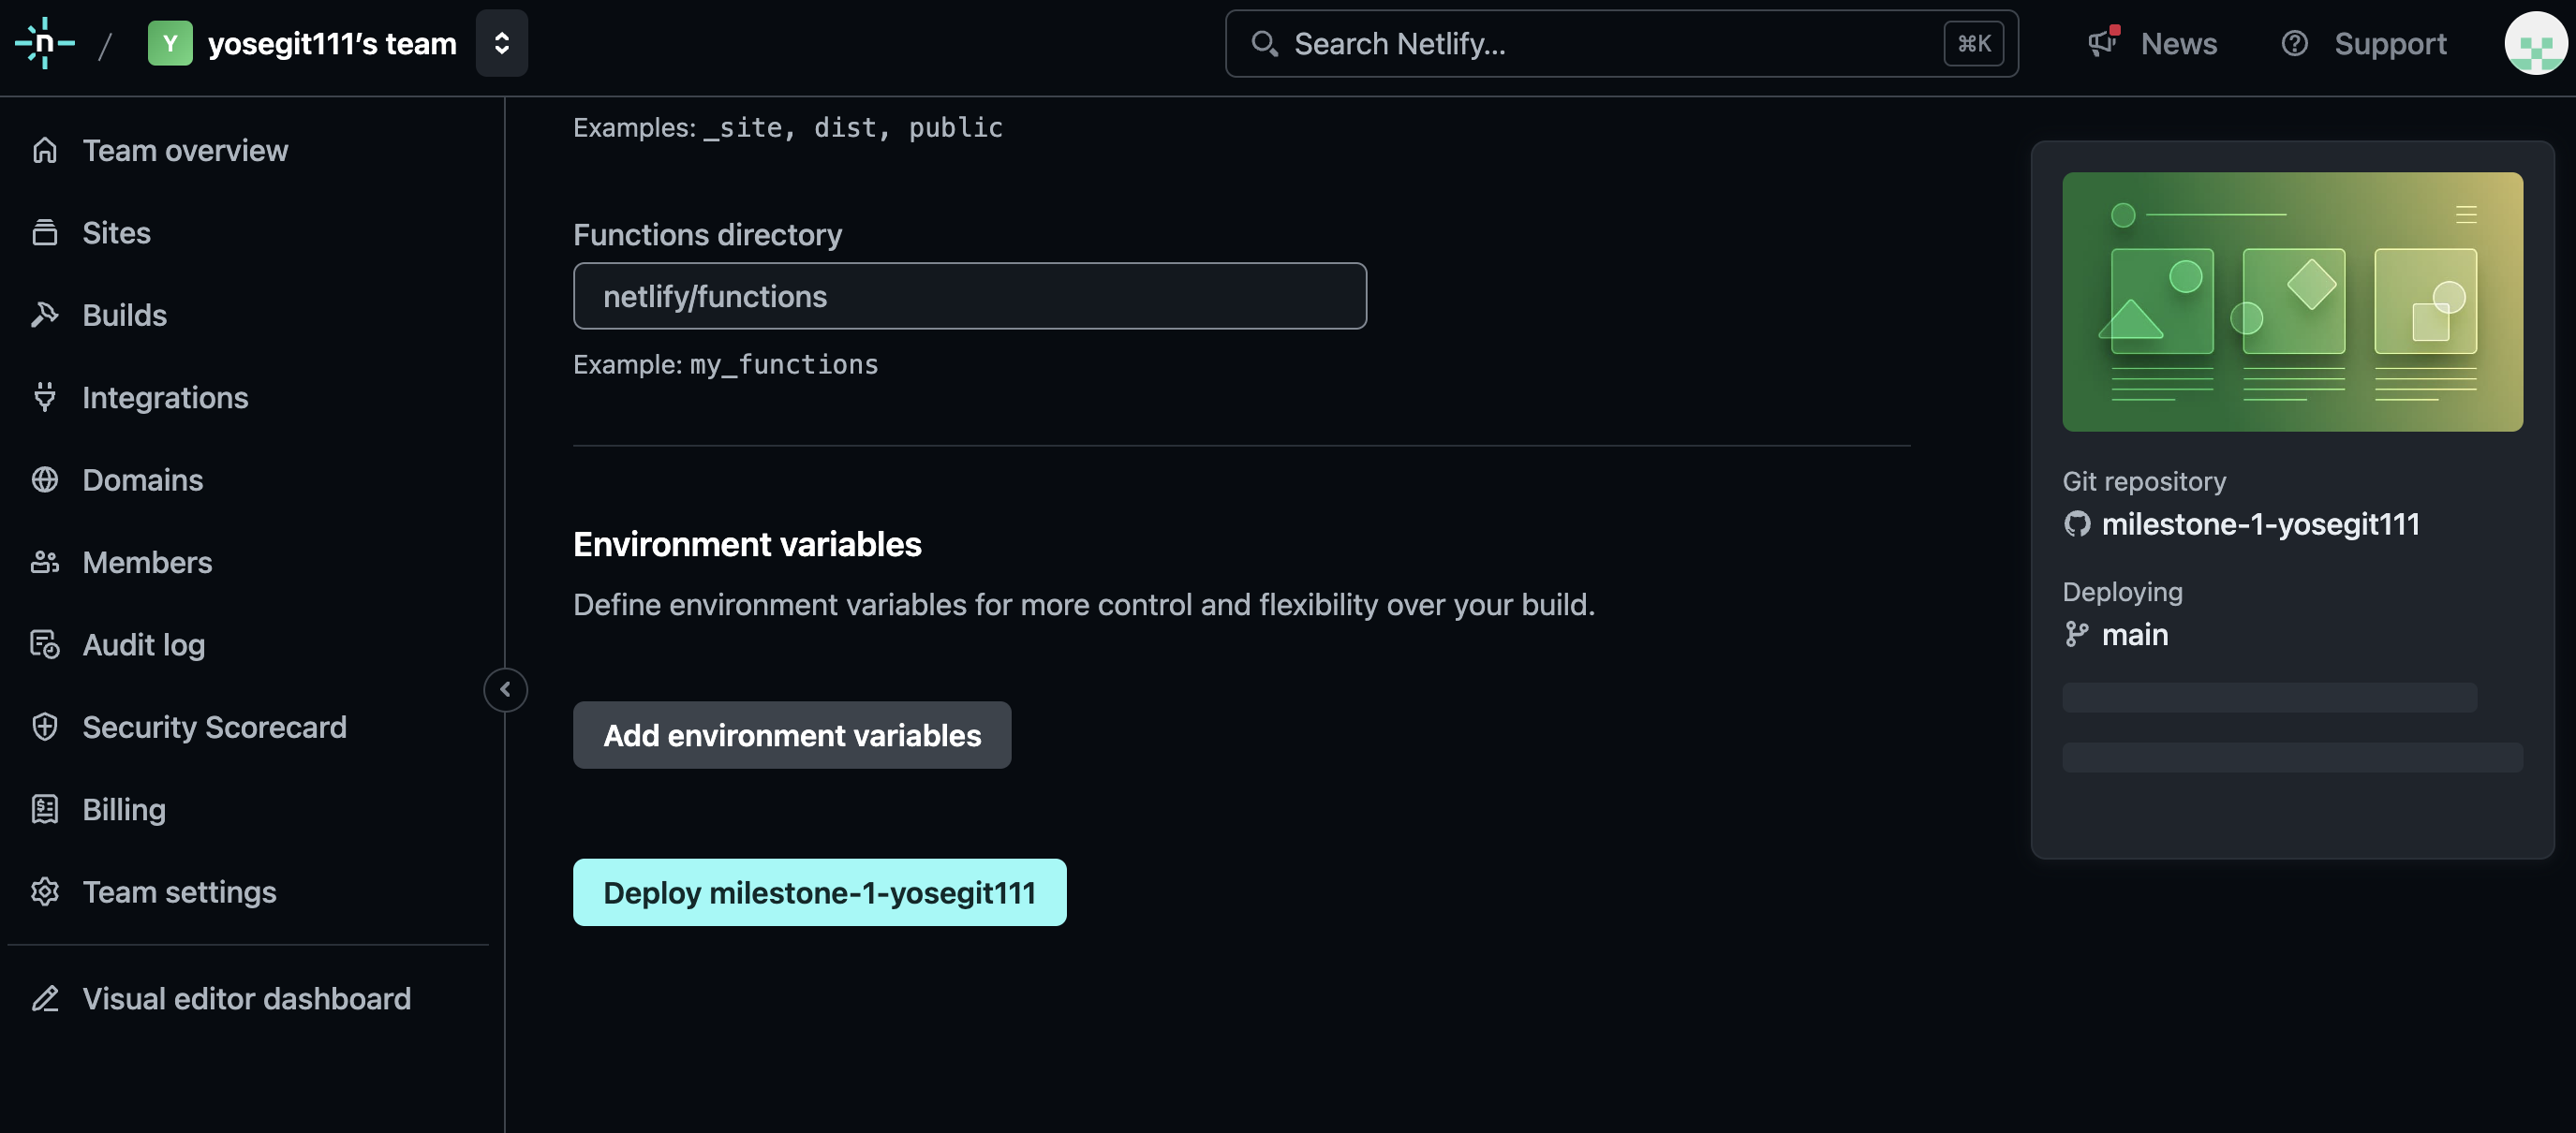 n / Y yosegit111's team
Search Netlify... ⌘K
News
Support
Team overview
Sites
Builds
Integrations
Domains
Members
Audit log
Security Scorecard
Billing
Team settings
Visual editor dashboard
Examples: _site, dist, public
Functions directory
netlify/functions
Example: my_functions
Environment variables
Define environment variables for more control and flexibility over your build.
Add environment variables
Deploy milestone-1-yosegit111
Git repository
milestone-1-yosegit111
Deploying
main